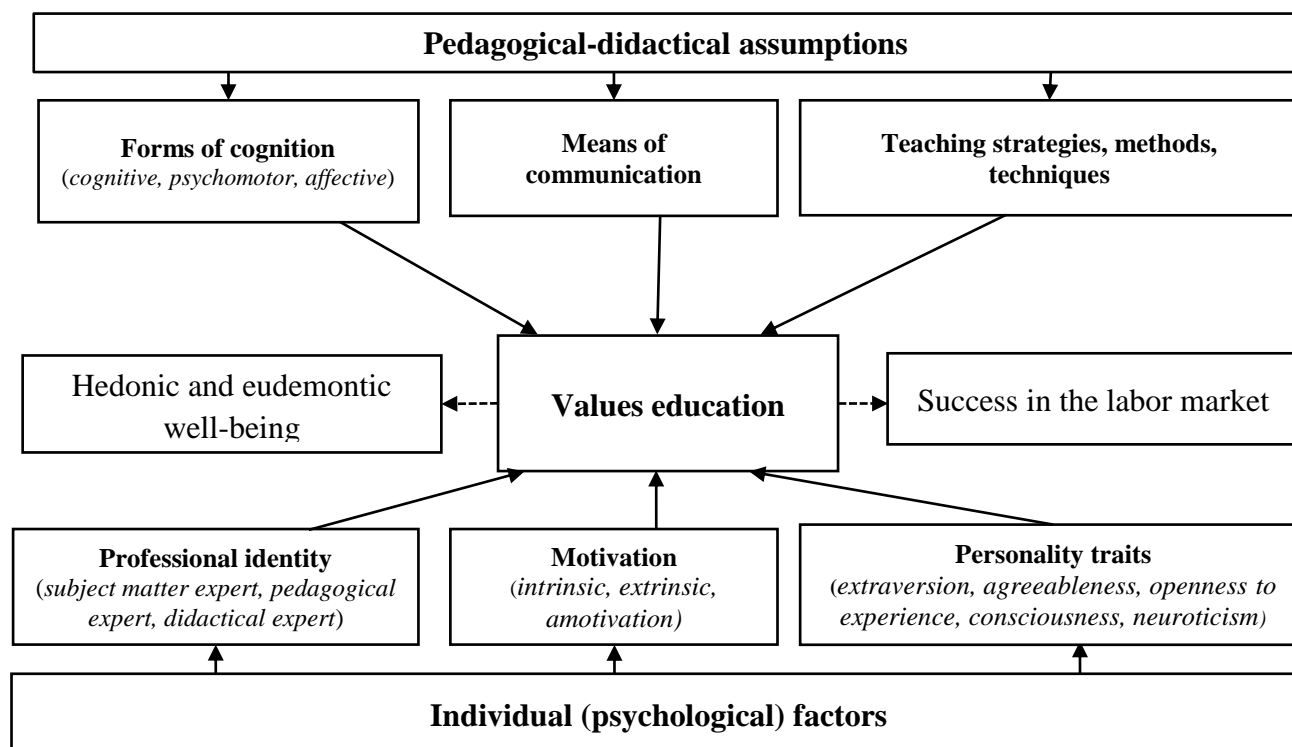 Pedagogical-didactical assumptions
Forms of cognition
(cognitive, psychomotor, affective)
Means of
communication
Teaching strategies, methods,
techniques
Hedonic and eudemontic
well-being
Values education
Success in the labor market
Professional identity
(subject matter expert, pedagogical
expert, didactical expert)
Motivation
(intrinsic, extrinsic,
amotivation)
Personality traits
(extraversion, agreeableness, openness to
experience, consciousness, neuroticism)
Individual (psychological) factors